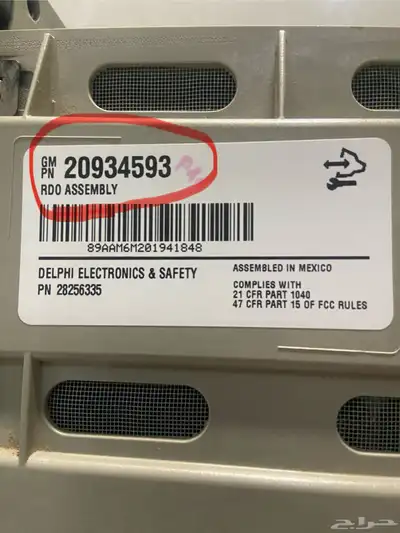 GM PN 20934593
RDO ASSEMBLY
89AAM6M201941848
DELPHI ELECTRONICS & SAFETY
PN 28256335
ASSEMBLED IN MEXICO
COMPLIES WITH
21 CFR PART 1040
47 CFR PART 15 OF FCC RULES
حراج